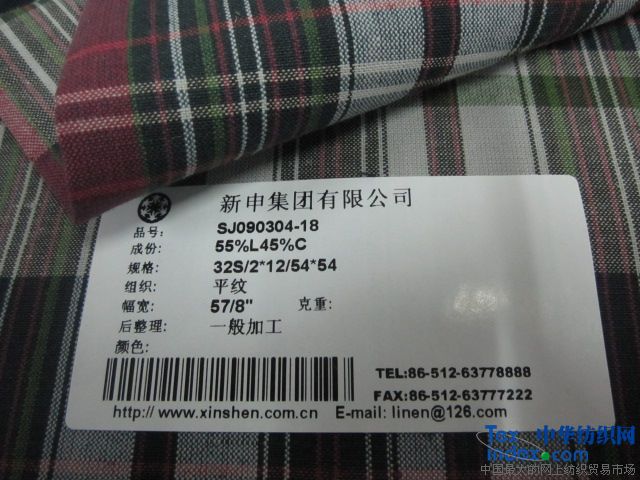 新申集团有限公司
品号: SJ090304-18
成份: 55%L45%C
规格: 32S/2*12/54*54
组织: 平纹
幅宽: 57/8" 克重:
后整理: 一般加工
颜色:
TEL:86-512-63778888
FAX:86-512-63777222
http://www.xinshen.com.cn E-mail: linen@126.com
Tex 中华纺织网
index.com
中国最大的网上纺织贸易市场